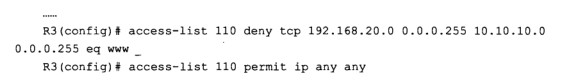 ……
R3(config)# access-list 110 deny tcp 192.168.20.0 0.0.0.255 10.10.10.0
0.0.0.255 eq www _
R3(config)# access-list 110 permit ip any any